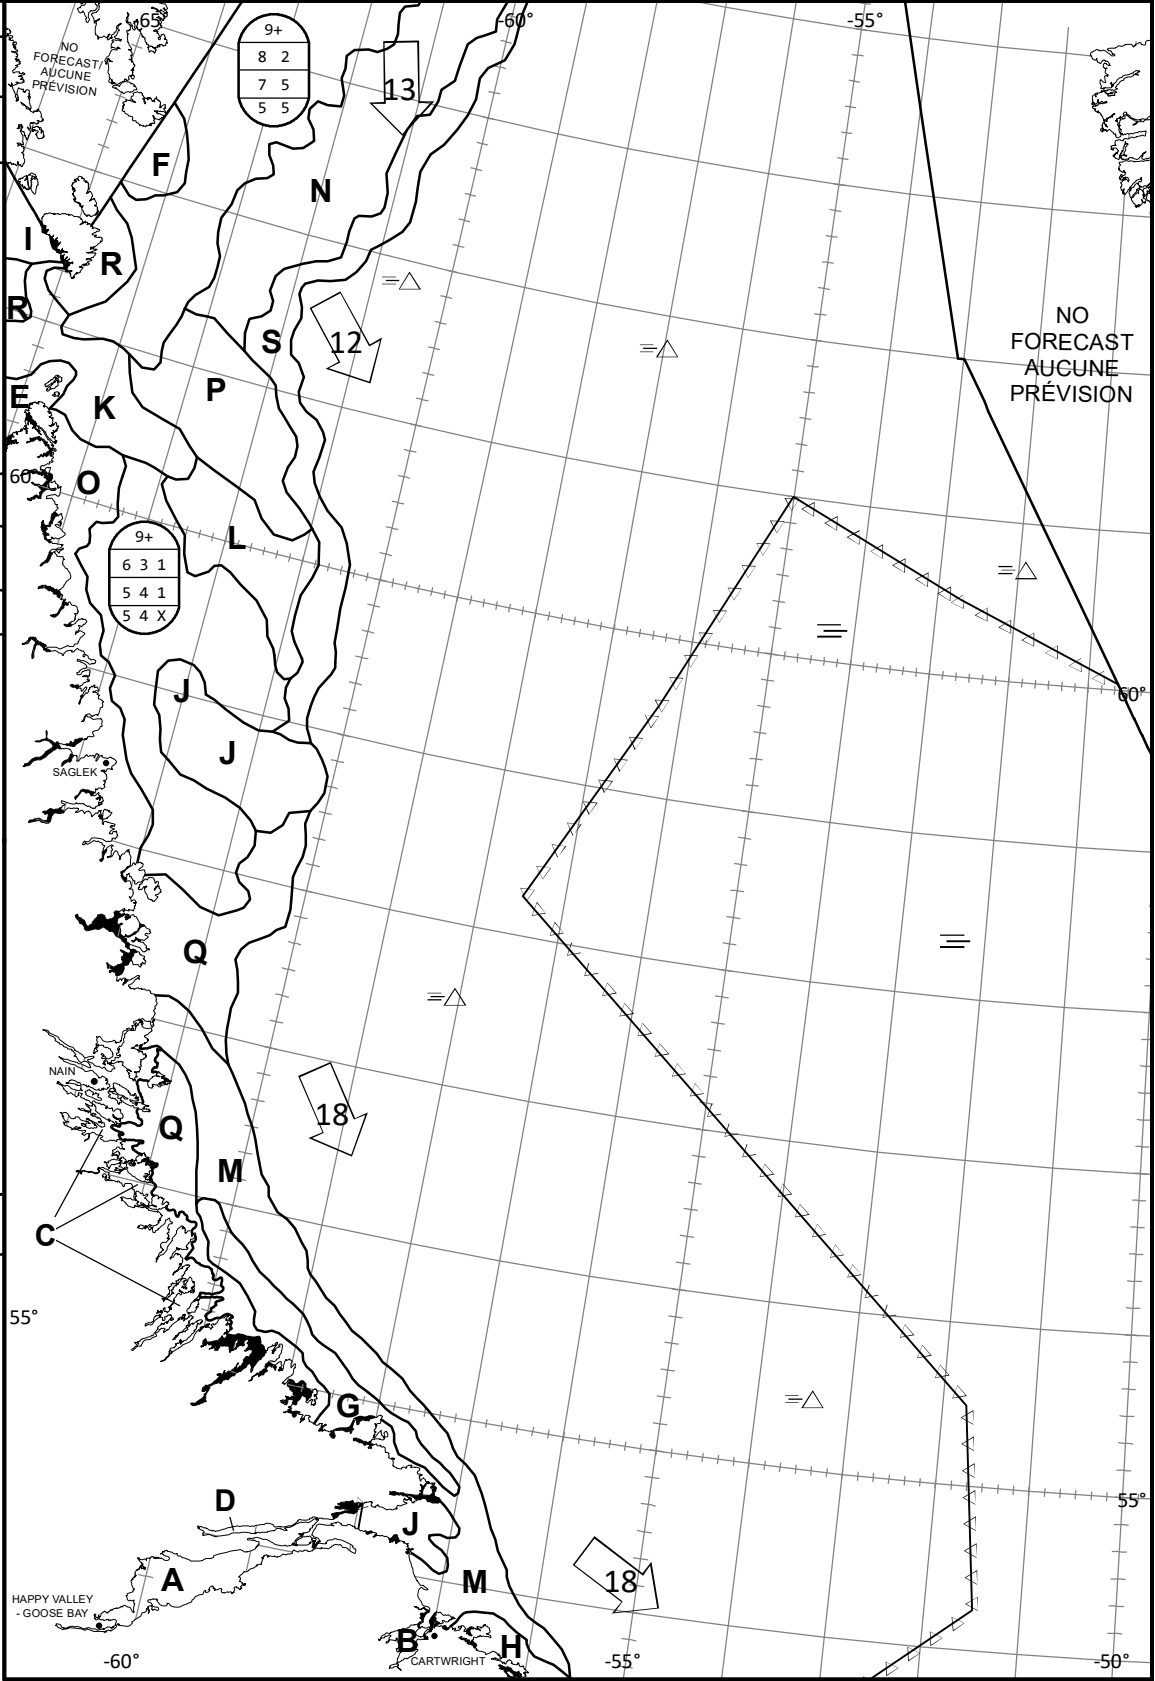 -65°
-60°
-55°
NO
FORECAST/
AUCUNE
PRÉVISION
9+
8 2
7 5
5 5
13
F
N
I
R
R
S
12
P
E
K
NO
FORECAST
AUCUNE
PRÉVISION
60°
O
L
9+
6 3 1
5 4 1
5 4 X
J
60°
J
SAGLEK
Q
NAIN
18
Q
M
C
55°
G
55°
D
J
A
M
18
HAPPY VALLEY
- GOOSE BAY
B
H
CARTWRIGHT
-60°
-55°
-50°